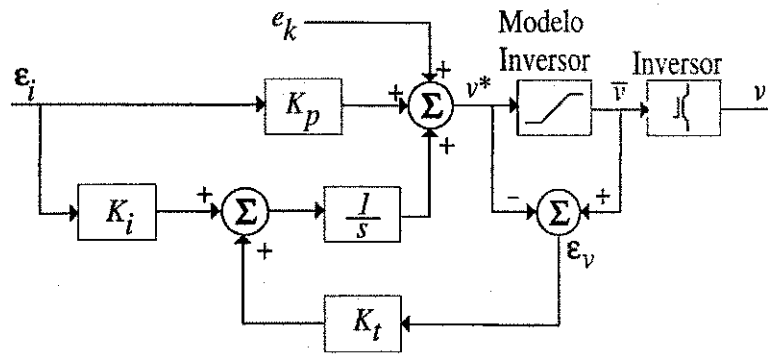 e_k
Modelo
Inversor
Inversor
ε_i
K_p
+
+
+
Σ
v*
v̅
v
K_i
+
Σ
+
1/s
-
+
Σ
ε_v
K_t